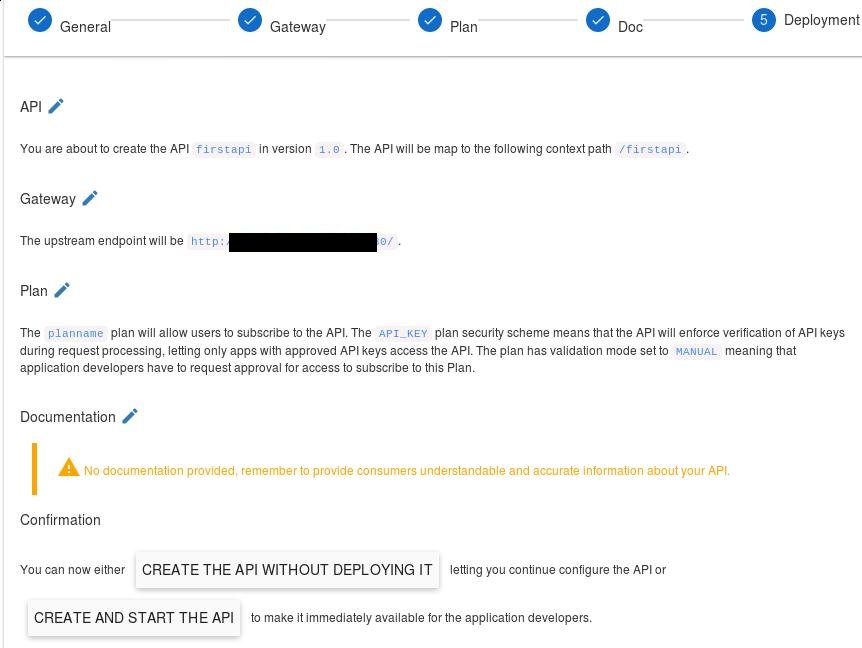 General Gateway Plan Doc 5 Deployment
API
You are about to create the API firstapi in version 1.0 . The API will be map to the following context path /firstapi .
Gateway
The upstream endpoint will be http:/ 0/ .
Plan
The planname plan will allow users to subscribe to the API. The API_KEY plan security scheme means that the API will enforce verification of API keys
during request processing, letting only apps with approved API keys access the API. The plan has validation mode set to MANUAL meaning that
application developers have to request approval for access to subscribe to this Plan.
Documentation
No documentation provided, remember to provide consumers understandable and accurate information about your API.
Confirmation
You can now either CREATE THE API WITHOUT DEPLOYING IT letting you continue configure the API or
CREATE AND START THE API to make it immediately available for the application developers.